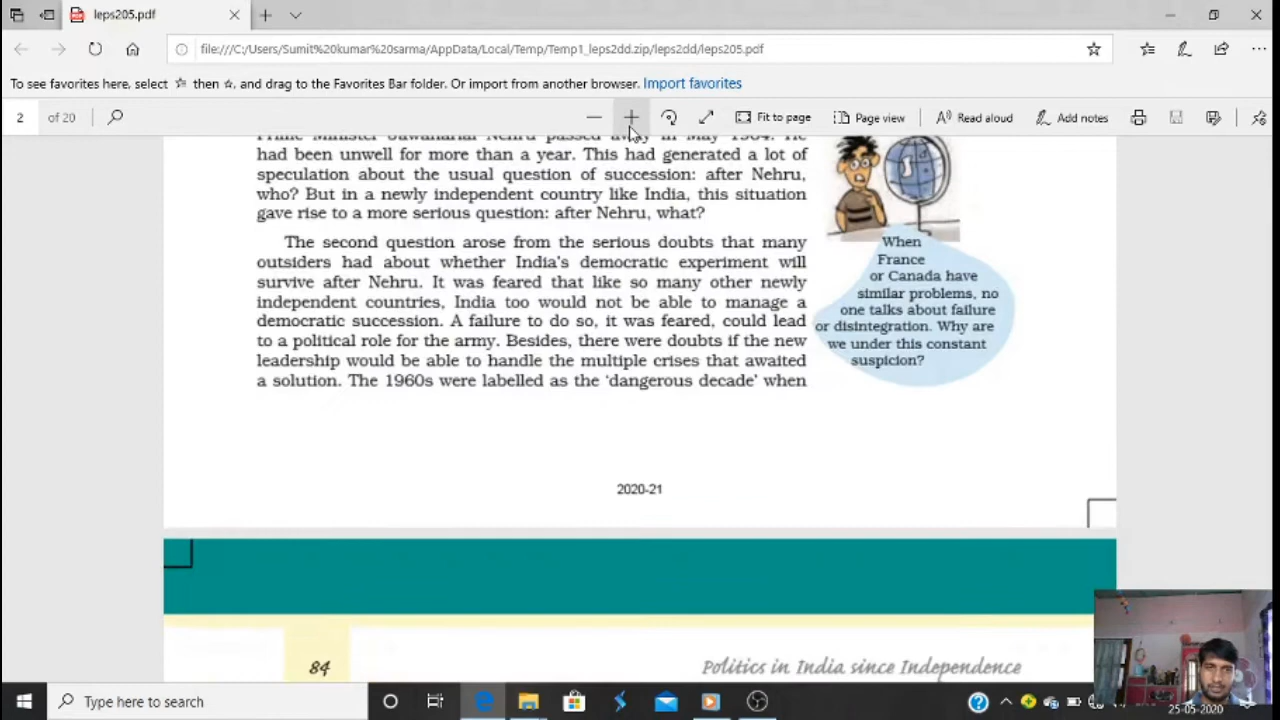 leps205.pdf
file:///C:/Users/Sumit%20kumar%20sarma/AppData/Local/Temp/Temp1_leps2dd.zip/leps2dd/leps205.pdf
To see favorites here, select then ☆, and drag to the Favorites Bar folder. Or import from another browser. Import favorites
2 of 20 Fit to page Page view Read aloud Add notes
Prime Minister Jawaharlal Nehru passed away in May 1964. He
had been unwell for more than a year. This had generated a lot of
speculation about the usual question of succession: after Nehru,
who? But in a newly independent country like India, this situation
gave rise to a more serious question: after Nehru, what?
The second question arose from the serious doubts that many
outsiders had about whether India's democratic experiment will
survive after Nehru. It was feared that like so many other newly
independent countries, India too would not be able to manage a
democratic succession. A failure to do so, it was feared, could lead
to a political role for the army. Besides, there were doubts if the new
leadership would be able to handle the multiple crises that awaited
a solution. The 1960s were labelled as the 'dangerous decade' when
When
France
or Canada have
similar problems, no
one talks about failure
or disintegration. Why are
we under this constant
suspicion?
2020-21
84 Politics in India since Independence
Type here to search
25-05-2020